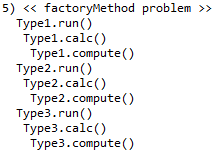 5) << factoryMethod problem >>
Type1.run()
Type1.calc()
Type1.compute()
Type2.run()
Type2.calc()
Type2.compute()
Type3.run()
Type3.calc()
Type3.compute()